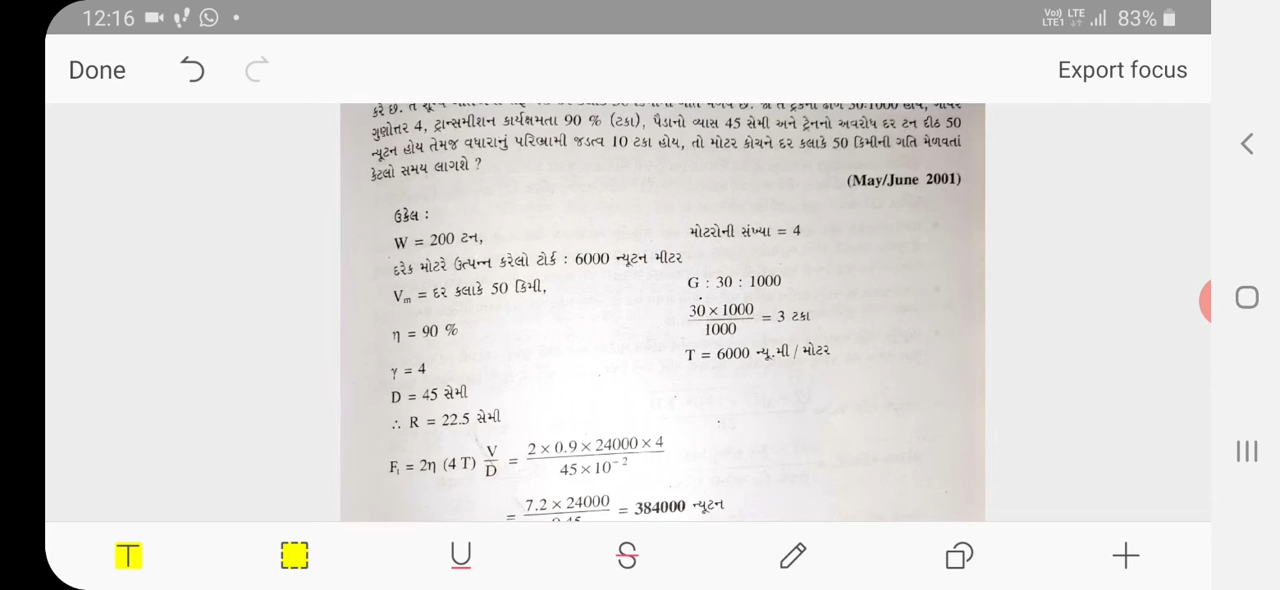 12:16
Vo)) LTE
LTE1
83%
Done
Export focus
કરે છે. તે
ગુણોત્તર 4, ટ્રાન્સમીશન કાર્યક્ષમતા 90 % (ટકા), પૈડાનો વ્યાસ 45 સેમી અને ટ્રેનનો અવરોધ દર ટન દીઠ 50
ન્યૂટન હોય તેમજ વધારાનું પરિભ્રામી જડત્વ 10 ટકા હોય, તો મોટર કોચને દર કલાકે 50 કિમીની ગતિ મેળવતાં
કેટલો સમય લાગશે ?
(May/June 2001)
ઉકેલ :
W = 200 ટન,
મોટરોની સંખ્યા = 4
દરેક મોટરે ઉત્પન્ન કરેલો ટોર્ક : 6000 ન્યૂટન મીટર
Vm = દર કલાકે 50 કિમી,
G : 30 : 1000
30 × 1000
1000
= 3 ટકા
η = 90 %
T = 6000 ન્યૂ.મી / મોટર
γ = 4
D = 45 સેમી
∴ R = 22.5 સેમી
Ft = 2η (4 T) V/D = 2 × 0.9 × 24000 × 4
45 × 10⁻²
= 7.2 × 24000 = 384000 ન્યૂટન
T
U
S